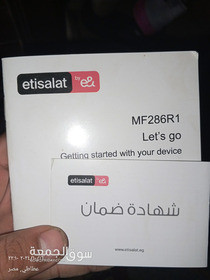 etisalat by e&
MF286R1
Let's go
Getting started with your device
etisalat by e&
شهادة ضمان
www.etisalat.eg
سوق الجمعة